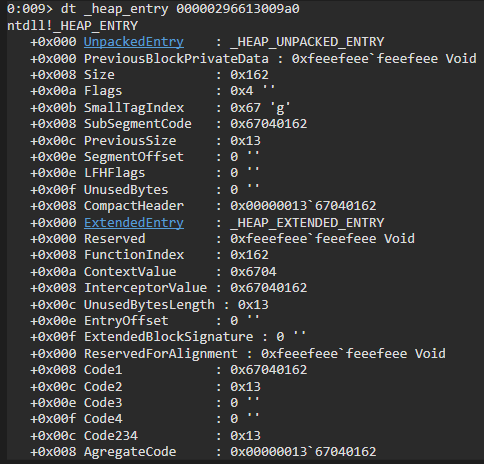 0:009> dt _heap_entry 00000296613009a0
ntdll!_HEAP_ENTRY
+0x000 UnpackedEntry : _HEAP_UNPACKED_ENTRY
+0x000 PreviousBlockPrivateData : 0xfeeefeee`feeefeee Void
+0x008 Size : 0x162
+0x00a Flags : 0x4 ''
+0x00b SmallTagIndex : 0x67 'g'
+0x008 SubSegmentCode : 0x67040162
+0x00c PreviousSize : 0x13
+0x00e SegmentOffset : 0 ''
+0x00e LFHFlags : 0 ''
+0x00f UnusedBytes : 0 ''
+0x008 CompactHeader : 0x00000013`67040162
+0x000 ExtendedEntry : _HEAP_EXTENDED_ENTRY
+0x000 Reserved : 0xfeeefeee`feeefeee Void
+0x008 FunctionIndex : 0x162
+0x00a ContextValue : 0x6704
+0x008 InterceptorValue : 0x67040162
+0x00c UnusedBytesLength : 0x13
+0x00e EntryOffset : 0 ''
+0x00f ExtendedBlockSignature : 0 ''
+0x000 ReservedForAlignment : 0xfeeefeee`feeefeee Void
+0x008 Code1 : 0x67040162
+0x00c Code2 : 0x13
+0x00e Code3 : 0 ''
+0x00f Code4 : 0 ''
+0x00c Code234 : 0x13
+0x008 AgregateCode : 0x00000013`67040162